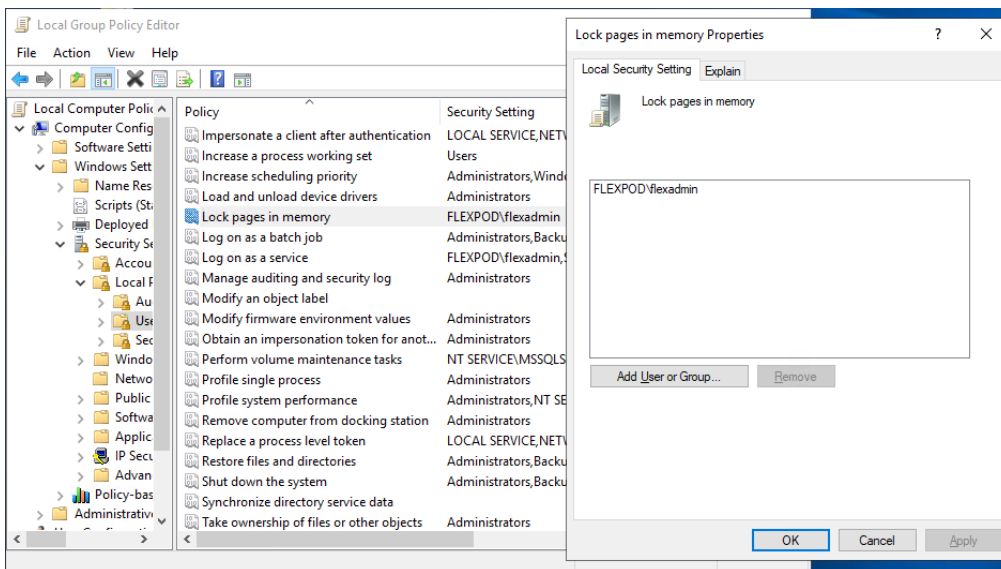 Local Group Policy Editor
File Action View Help
Local Computer Polic
Computer Config
Software Setti
Windows Sett
Name Res
Scripts (Sta
Deployed
Security Se
Accou
Local P
Au
Use
Sec
Windo
Netwo
Public
Softwa
Applic
IP Secu
Advan
Policy-bas
Administrativ
Policy Security Setting
Impersonate a client after authentication LOCAL SERVICE,NETW
Increase a process working set Users
Increase scheduling priority Administrators,Windo
Load and unload device drivers Administrators
Lock pages in memory FLEXPOD\flexadmin
Log on as a batch job Administrators,Backu
Log on as a service FLEXPOD\flexadmin,S
Manage auditing and security log Administrators
Modify an object label
Modify firmware environment values Administrators
Obtain an impersonation token for anot... Administrators
Perform volume maintenance tasks NT SERVICE\MSSQLS
Profile single process Administrators
Profile system performance Administrators,NT SE
Remove computer from docking station Administrators
Replace a process level token LOCAL SERVICE,NETW
Restore files and directories Administrators,Backu
Shut down the system Administrators,Backu
Synchronize directory service data
Take ownership of files or other objects Administrators
Lock pages in memory Properties ? X
Local Security Setting Explain
Lock pages in memory
FLEXPOD\flexadmin
Add User or Group... Remove
OK Cancel Apply